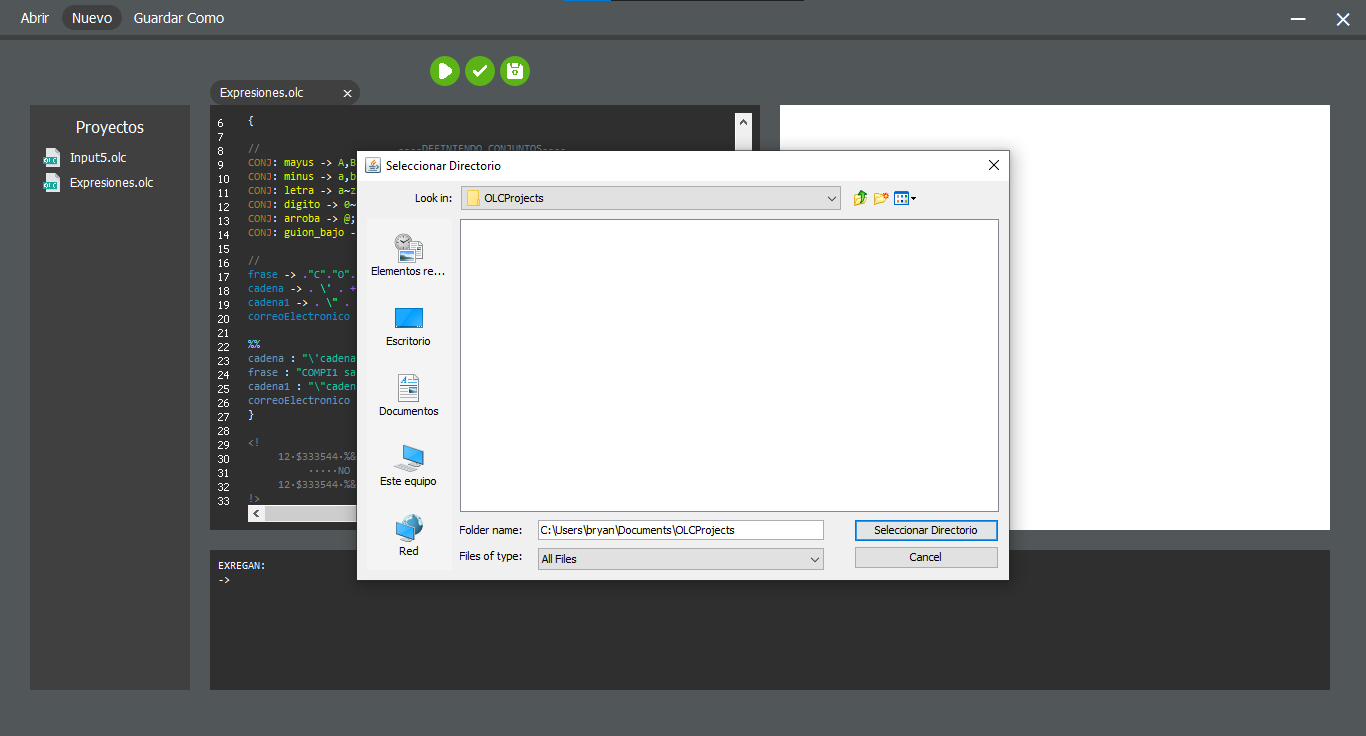 Abrir Nuevo Guardar Como
Proyectos
Input5.olc
Expresiones.olc
Expresiones.olc
6 {
7
8 // ----DEFINIENDO CONJUNTOS----
9 CONJ: mayus -> A,B
10 CONJ: minus -> a,b
11 CONJ: letra -> a~z
12 CONJ: digito -> 0~
13 CONJ: arroba -> @;
14 CONJ: guion_bajo -
15
16 //
17 frase -> ."C"."O".
18 cadena -> . \' . +
19 cadena1 -> . \" .
20 correoElectronico
21
22 %%
23 cadena : "\'cadena
24 frase : "COMPI1 sa
25 cadena1 : "\"caden
26 correoElectronico
27 }
28
29 <!
30 12·$333544·%&
31 ·····NO
32 12·$333544·%&
33 !>
Seleccionar Directorio
Look in: OLCProjects
Elementos re...
Escritorio
Documentos
Este equipo
Red
Folder name: C:\Users\bryan\Documents\OLCProjects Seleccionar Directorio
Files of type: All Files Cancel
EXREGAN:
->